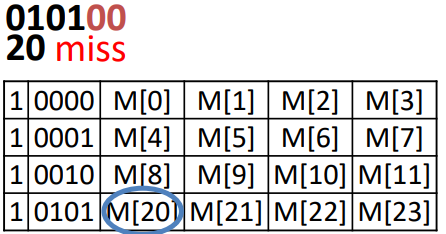 010100
20 miss
1 0000 M[0] M[1] M[2] M[3]
1 0001 M[4] M[5] M[6] M[7]
1 0010 M[8] M[9] M[10] M[11]
1 0101 M[20] M[21] M[22] M[23]